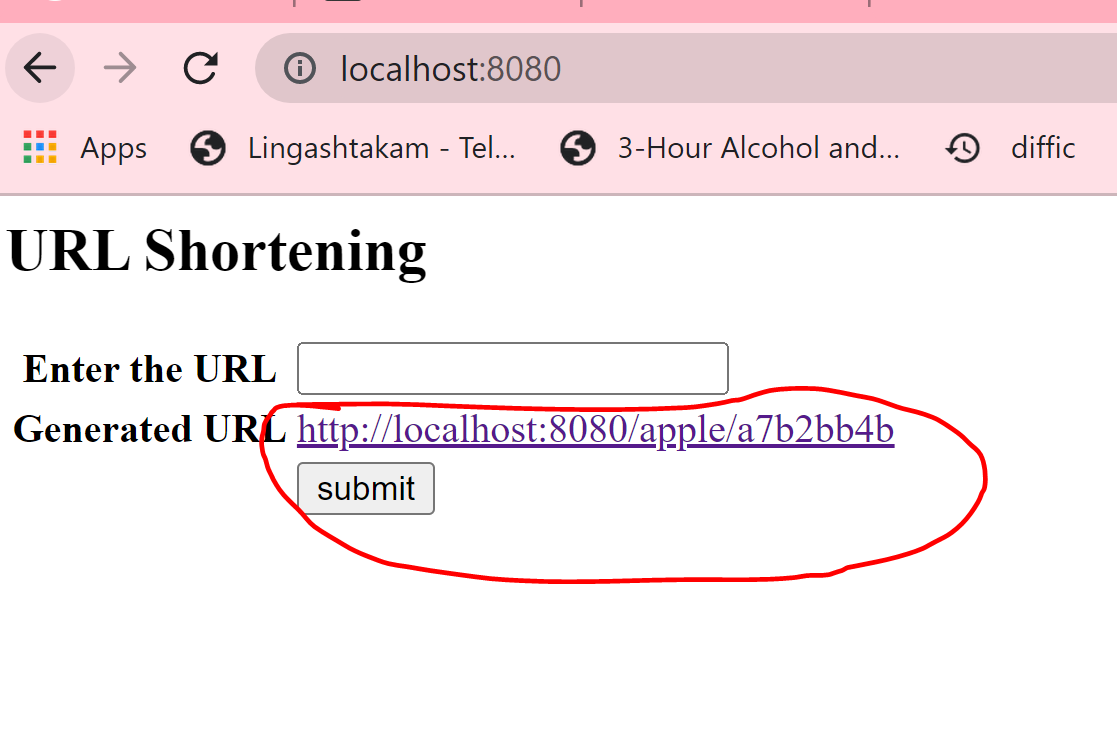 localhost:8080
Apps Lingashtakam - Tel... 3-Hour Alcohol and... diffic
URL Shortening
Enter the URL
Generated URL http://localhost:8080/apple/a7b2bb4b
submit